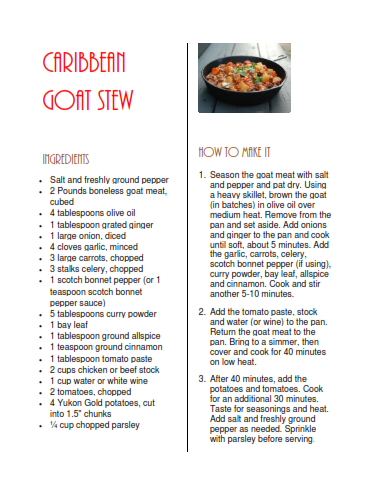 CARIBBEAN
GOAT STEW
INGREDIENTS
• Salt and freshly ground pepper
• 2 Pounds boneless goat meat,
cubed
• 4 tablespoons olive oil
• 1 tablespoon grated ginger
• 1 large onion, diced
• 4 cloves garlic, minced
• 3 large carrots, chopped
• 3 stalks celery, chopped
• 1 scotch bonnet pepper (or 1
teaspoon scotch bonnet
pepper sauce)
• 5 tablespoons curry powder
• 1 bay leaf
• 1 tablespoon ground allspice
• 1 teaspoon ground cinnamon
• 1 tablespoon tomato paste
• 2 cups chicken or beef stock
• 1 cup water or white wine
• 2 tomatoes, chopped
• 4 Yukon Gold potatoes, cut
into 1.5" chunks
• ¼ cup chopped parsley
HOW TO MAKE IT
1. Season the goat meat with salt
and pepper and pat dry. Using
a heavy skillet, brown the goat
(in batches) in olive oil over
medium heat. Remove from the
pan and set aside. Add onions
and ginger to the pan and cook
until soft, about 5 minutes. Add
the garlic, carrots, celery,
scotch bonnet pepper (if using),
curry powder, bay leaf, allspice
and cinnamon. Cook and stir
another 5-10 minutes.
2. Add the tomato paste, stock
and water (or wine) to the pan.
Return the goat meat to the
pan. Bring to a simmer, then
cover and cook for 40 minutes
on low heat.
3. After 40 minutes, add the
potatoes and tomatoes. Cook
for an additional 30 minutes.
Taste for seasonings and heat.
Add salt and freshly ground
pepper as needed. Sprinkle
with parsley before serving